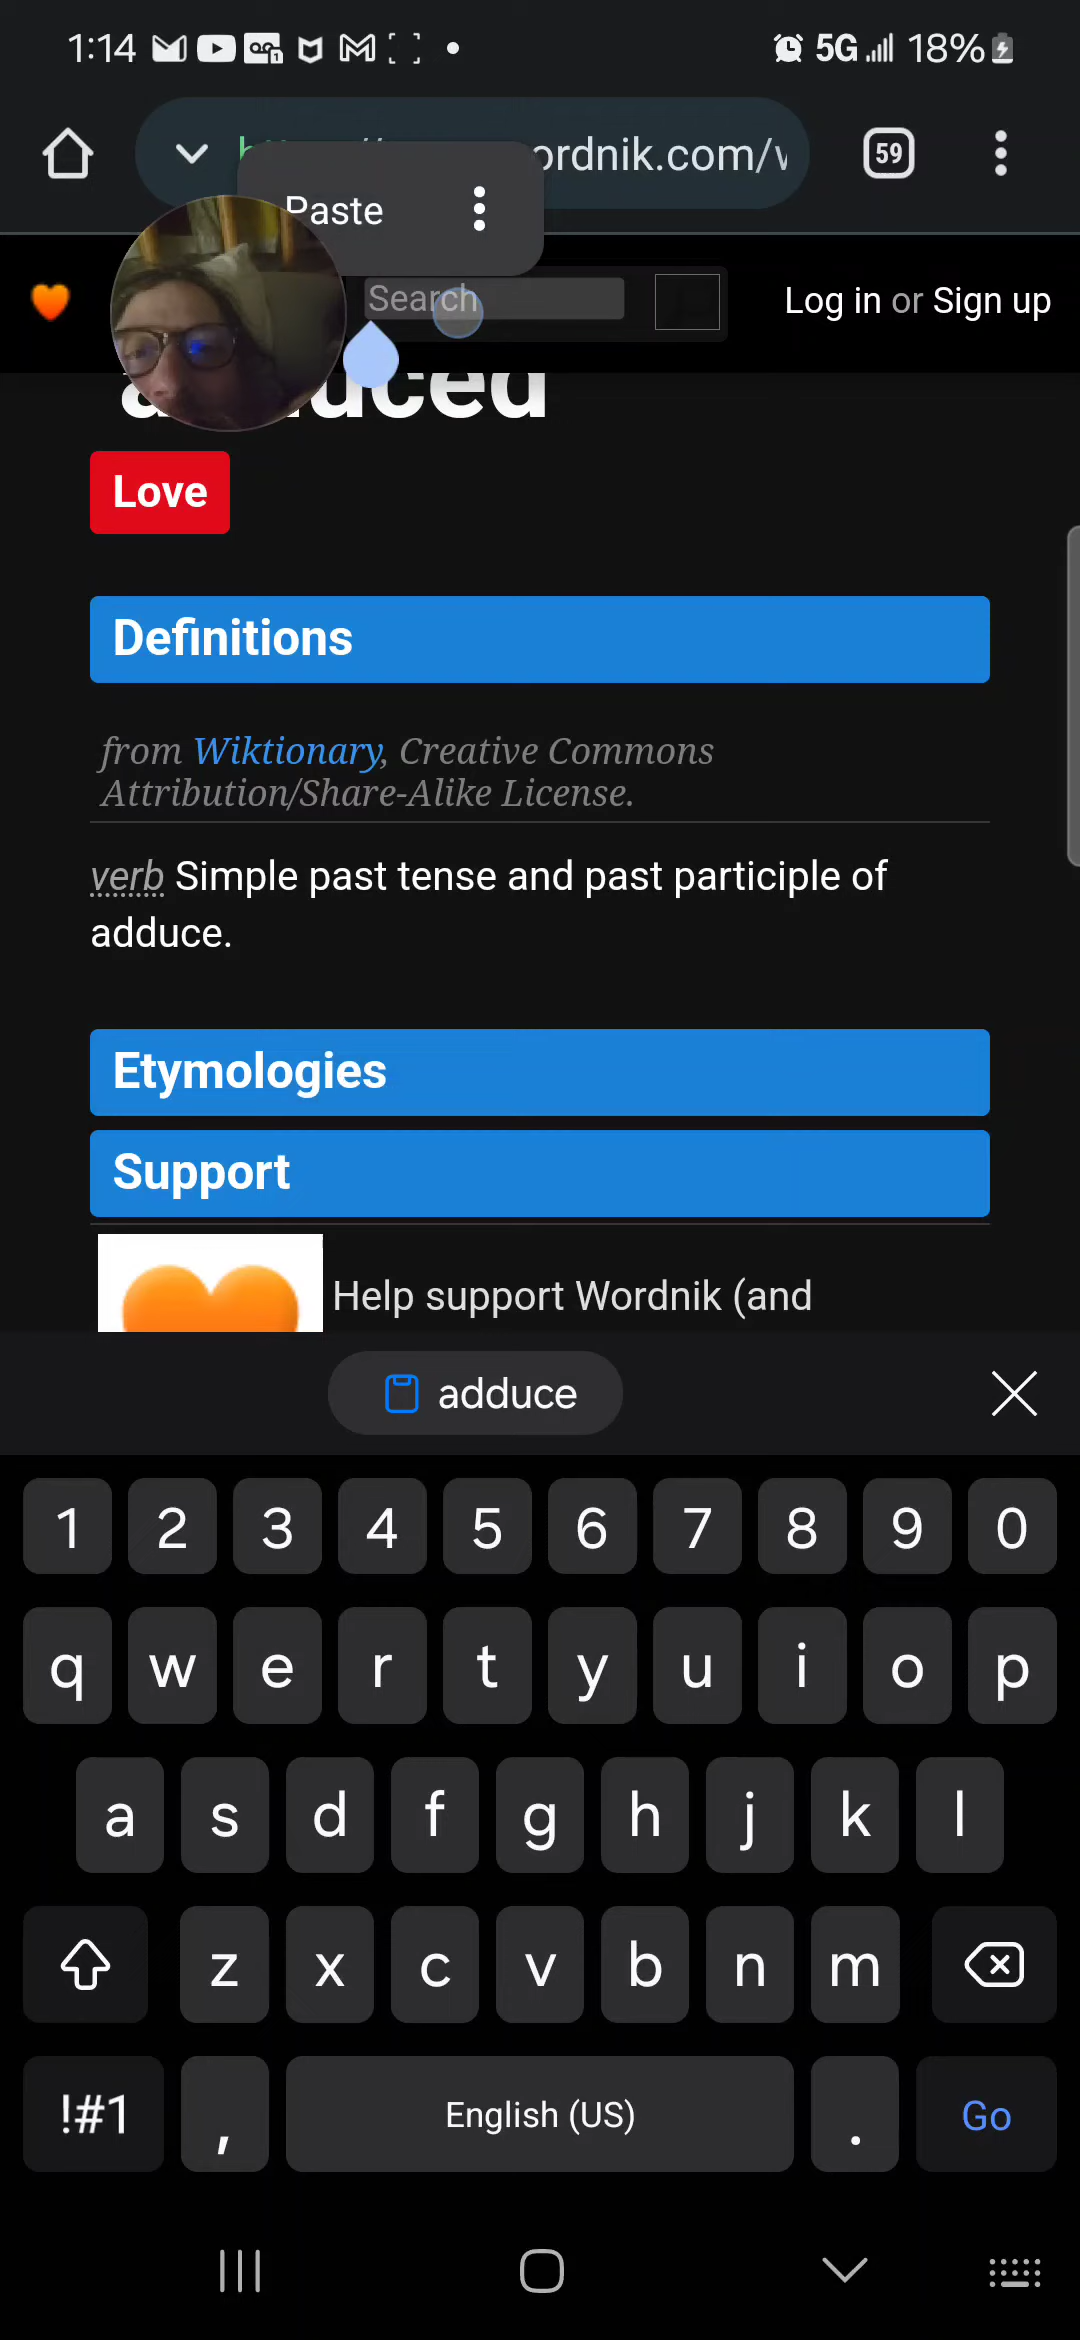 1:14
5G 18%
ordnik.com/w
59
Paste
Search
Log in or Sign up
adduced
Love
Definitions
from Wiktionary, Creative Commons
Attribution/Share-Alike License.
verb Simple past tense and past participle of
adduce.
Etymologies
Support
Help support Wordnik (and
adduce
1 2 3 4 5 6 7 8 9 0
q w e r t y u i o p
a s d f g h j k l
z x c v b n m
!#1 , English (US) . Go